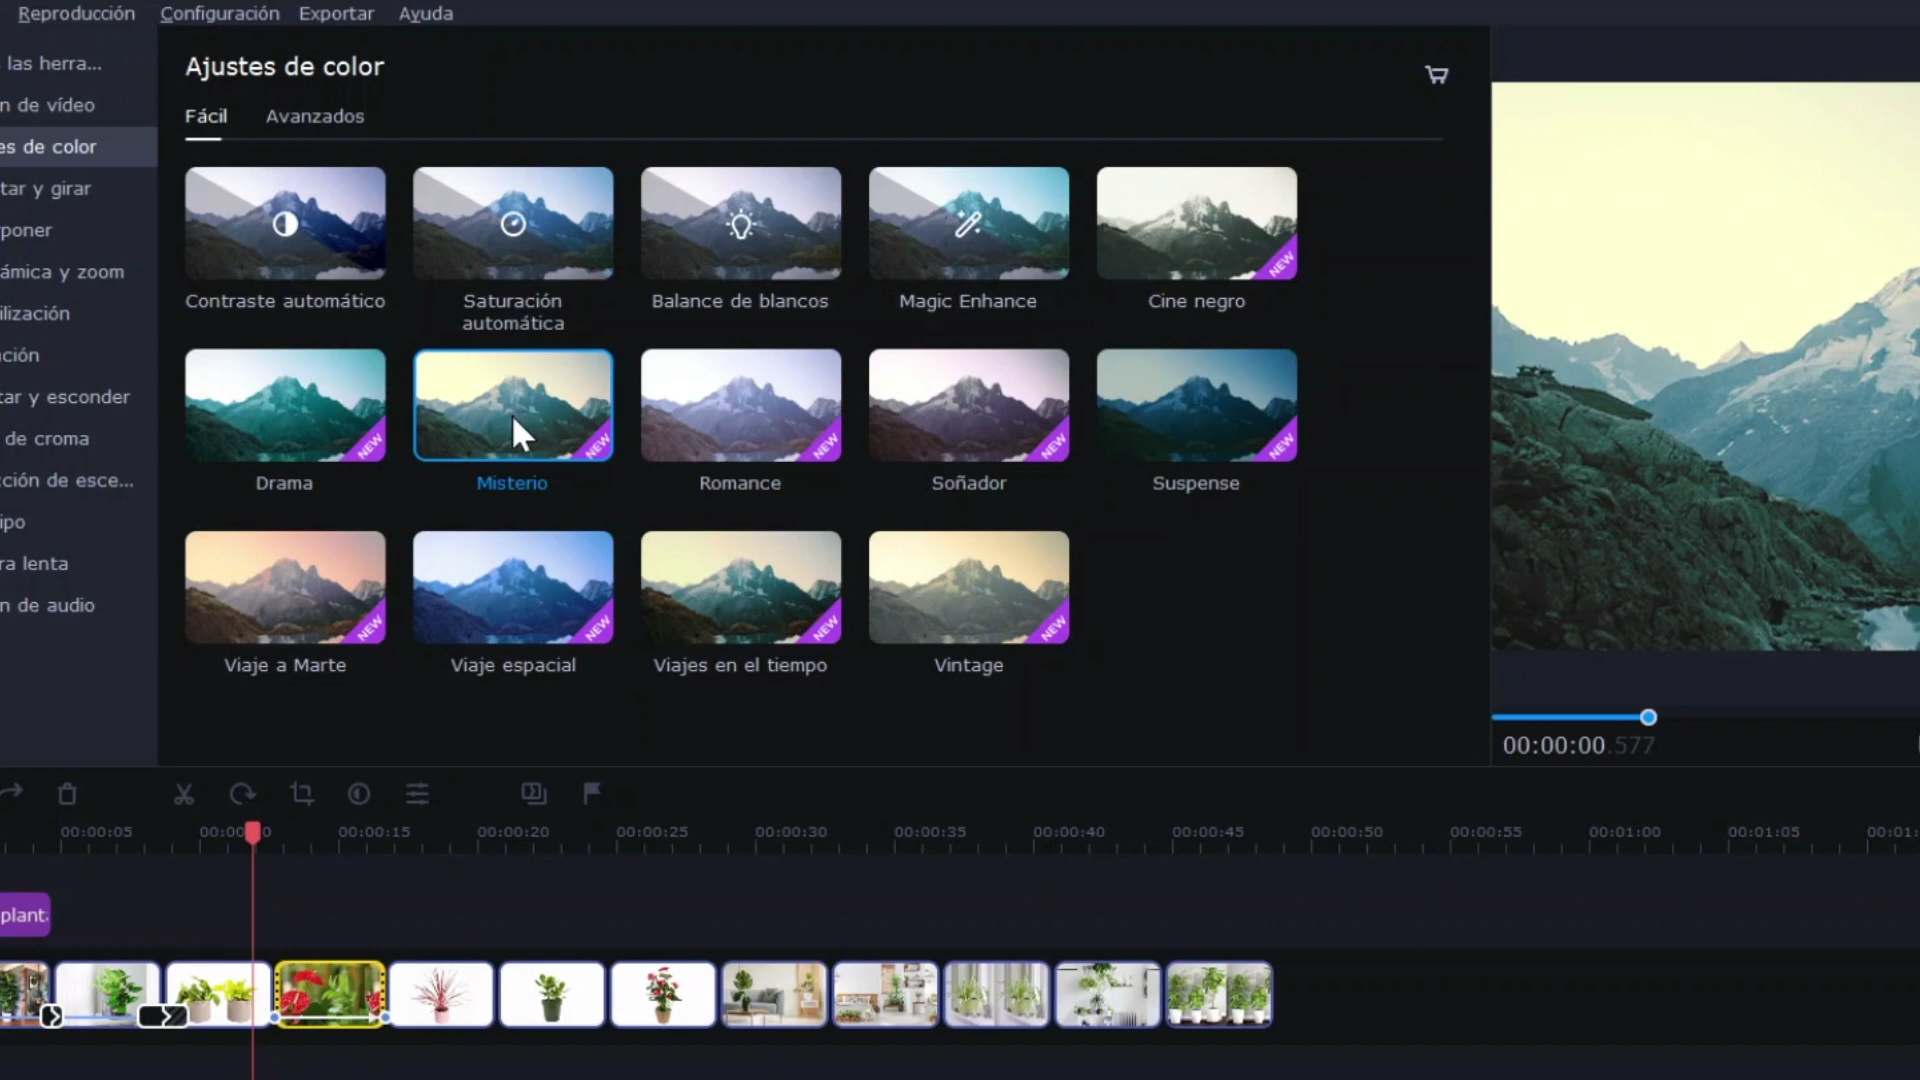 Reproducción Configuración Exportar Ayuda
las herra...
n de vídeo
es de color
tar y girar
poner
ámica y zoom
ilización
ción
tar y esconder
de croma
ción de esce...
ipo
ra lenta
n de audio
Ajustes de color
Fácil Avanzados
NEW
Contraste automático Saturación automática Balance de blancos Magic Enhance Cine negro
NEW NEW NEW NEW NEW
Drama Misterio Romance Soñador Suspense
NEW NEW NEW NEW
Viaje a Marte Viaje espacial Viajes en el tiempo Vintage
00:00:00.577
00:00:05 00:00 0 00:00:15 00:00:20 00:00:25 00:00:30 00:00:35 00:00:40 00:00:45 00:00:50 00:00:55 00:01:00 00:01:05 00:01:
plant.